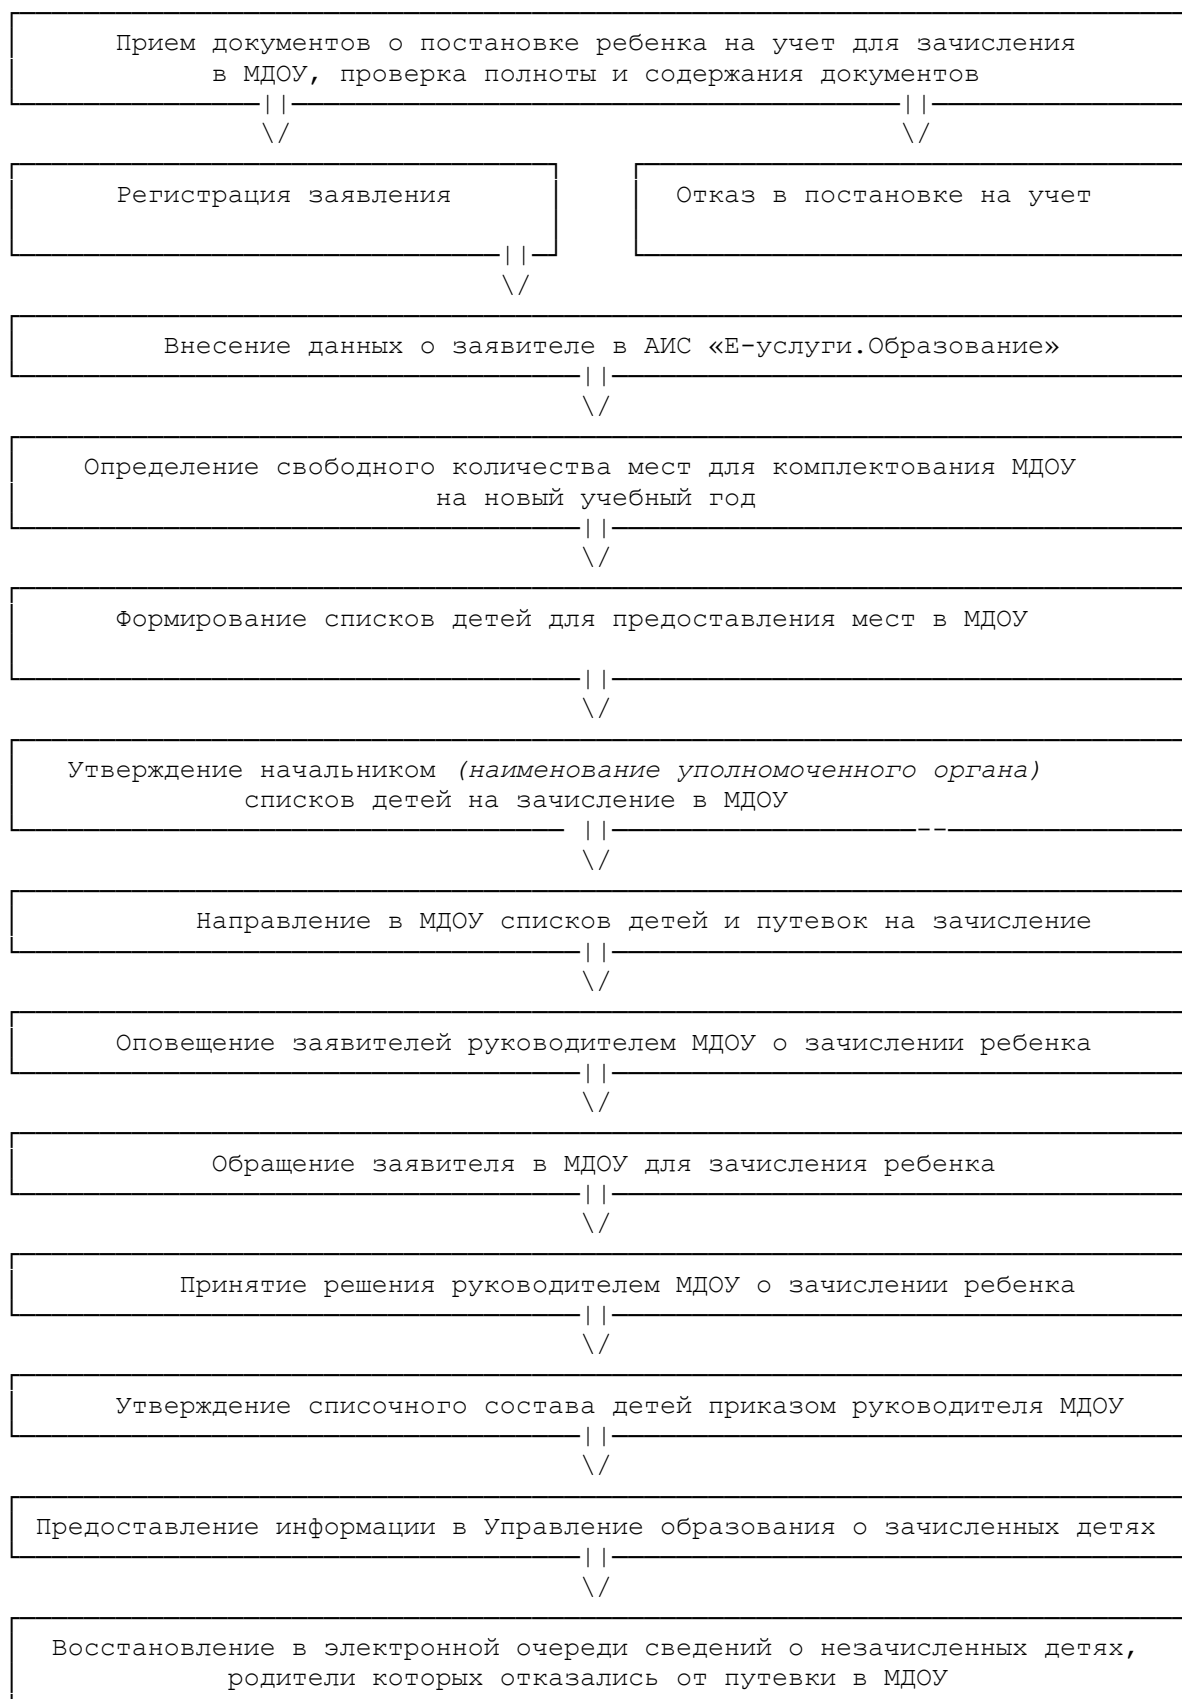 Прием документов о постановке ребенка на учет для зачисления
в МДОУ, проверка полноты и содержания документов
Регистрация заявления
Отказ в постановке на учет
Внесение данных о заявителе в АИС «Е-услуги.Образование»
Определение свободного количества мест для комплектования МДОУ
на новый учебный год
Формирование списков детей для предоставления мест в МДОУ
Утверждение начальником (наименование уполномоченного органа)
списков детей на зачисление в МДОУ
Направление в МДОУ списков детей и путевок на зачисление
Оповещение заявителей руководителем МДОУ о зачислении ребенка
Обращение заявителя в МДОУ для зачисления ребенка
Принятие решения руководителем МДОУ о зачислении ребенка
Утверждение списочного состава детей приказом руководителя МДОУ
Предоставление информации в Управление образования о зачисленных детях
Восстановление в электронной очереди сведений о незачисленных детях,
родители которых отказались от путевки в МДОУ